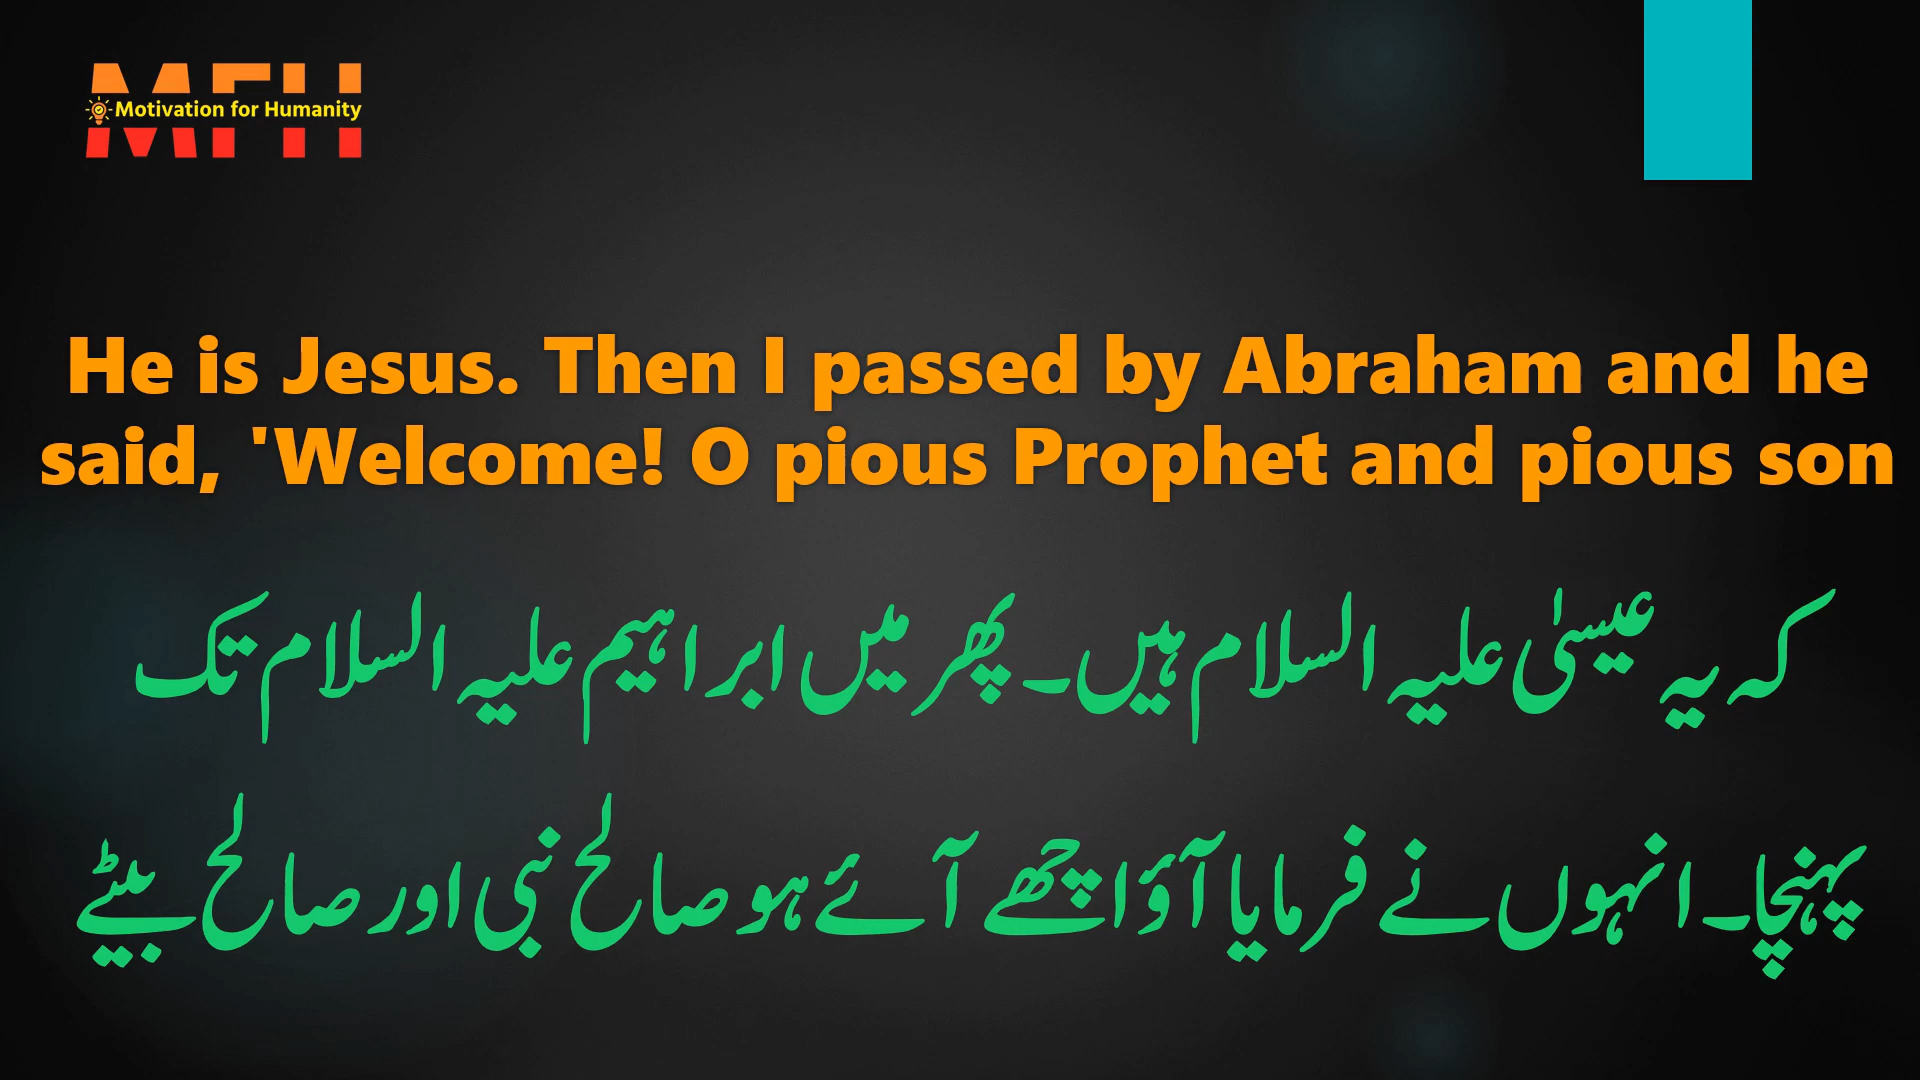 MFH
Motivation for Humanity
He is Jesus. Then I passed by Abraham and he
said, 'Welcome! O pious Prophet and pious son
کہ یہ عیسیٰ علیہ السلام ہیں۔ پھر میں ابراہیم علیہ السلام تک
پہنچا۔ انہوں نے فرمایا آؤ اچھے آئے ہو صالح نبی اور صالح بیٹے